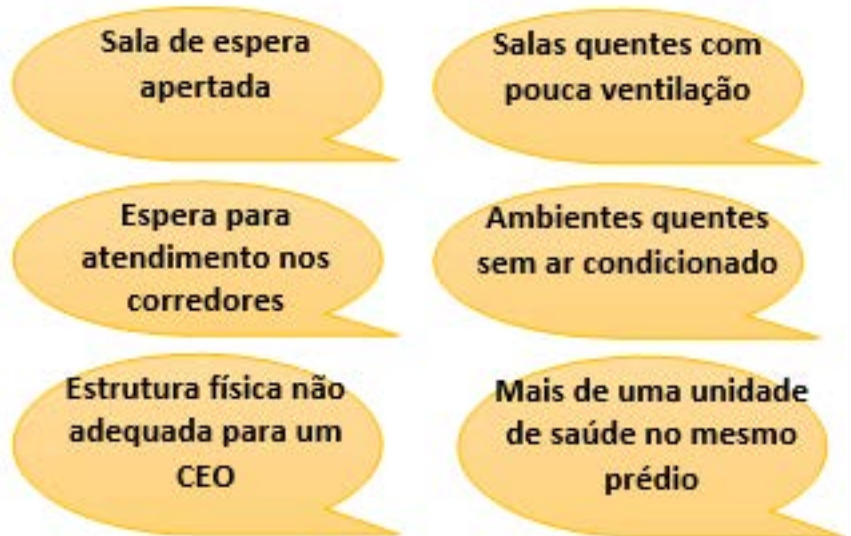 Sala de espera
apertada
Salas quentes com
pouca ventilação
Espera para
atendimento nos
corredores
Ambientes quentes
sem ar condicionado
Estrutura física não
adequada para um
CEO
Mais de uma unidade
de saúde no mesmo
prédio